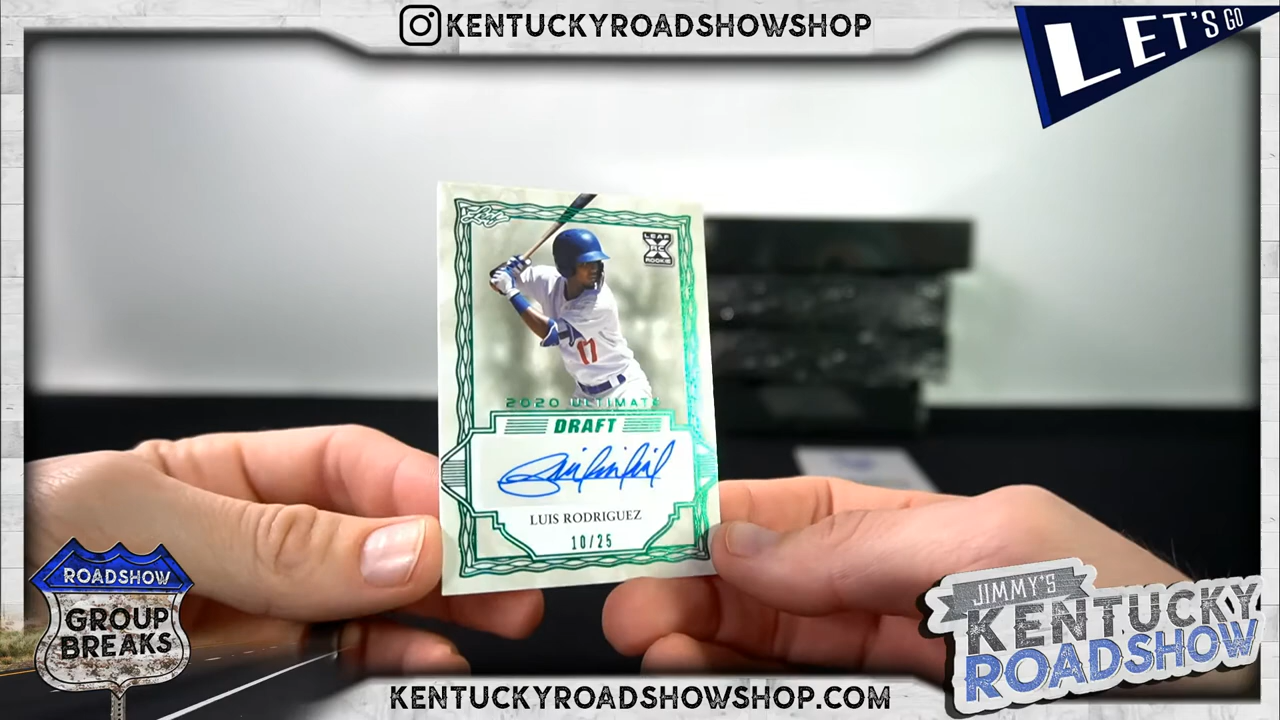 KENTUCKYROADSHOWSHOP
LET'S GO
Leaf
LEAF
RC
ROOKIE
17
2020 ULTIMATE
DRAFT
LUIS RODRIGUEZ
10/25
ROADSHOW
GROUP
BREAKS
JIMMY'S
KENTUCKY
ROADSHOW
KENTUCKYROADSHOWSHOP.COM